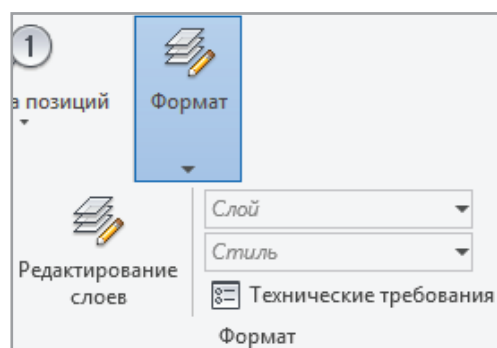 1
а позиций
Формат
Слой
Стиль
Редактирование
слоев
Технические требования
Формат